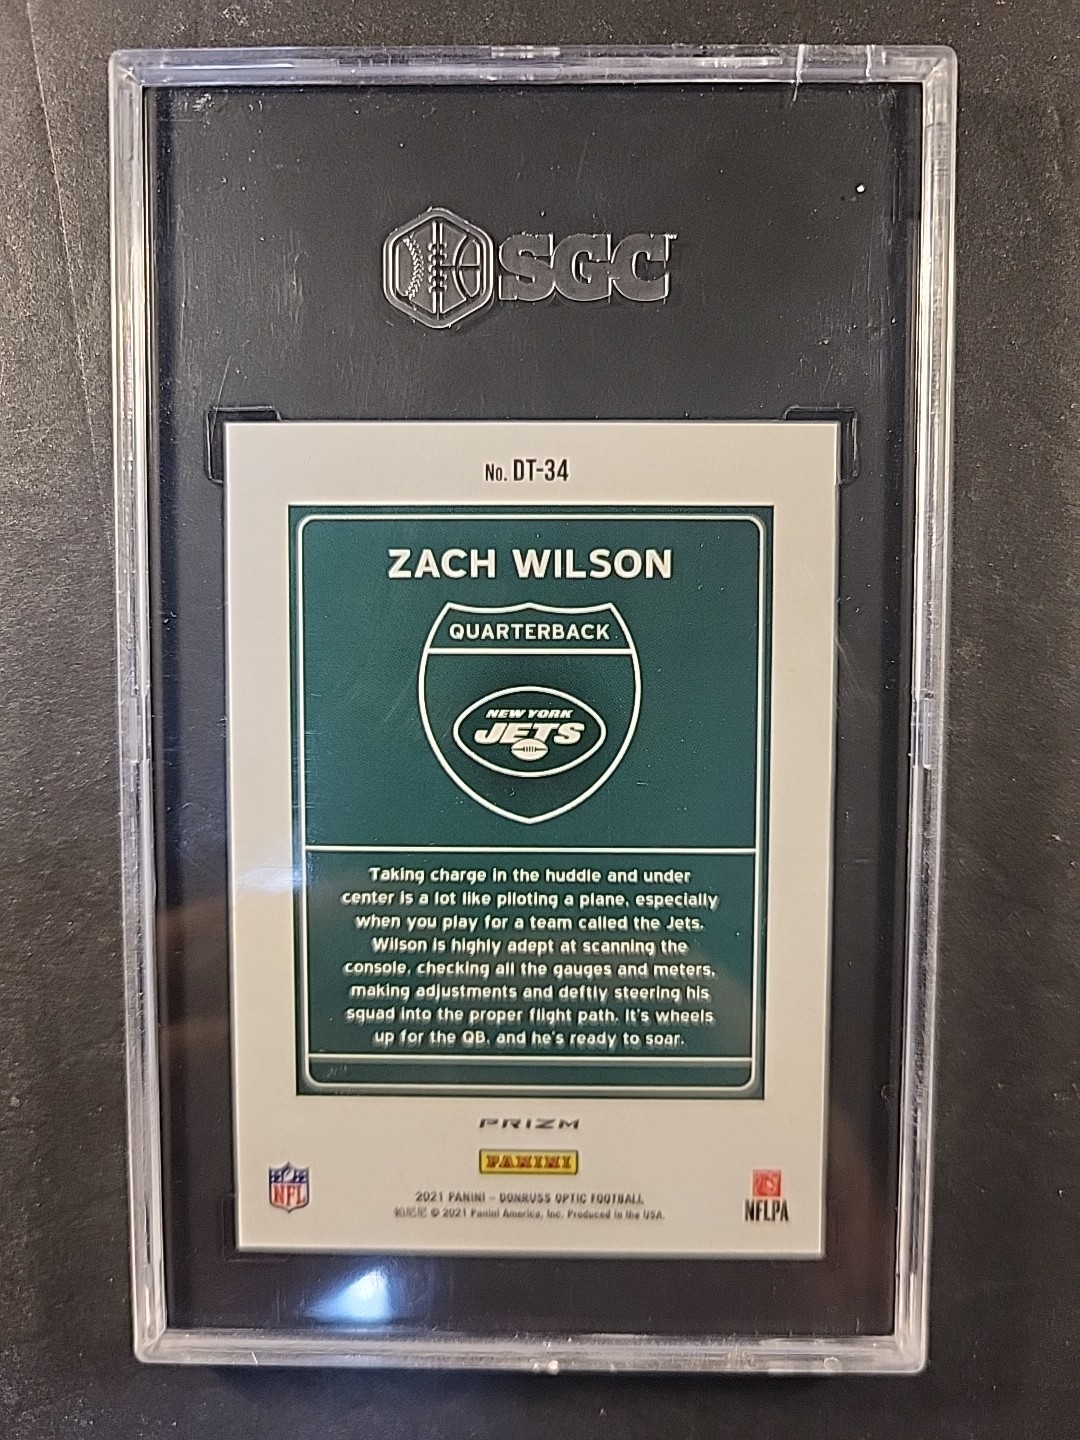 SGC
No. DT-34
ZACH WILSON
QUARTERBACK
NEW YORK
JETS
Taking charge in the huddle and under
center is a lot like piloting a plane, especially
when you play for a team called the Jets.
Wilson is highly adept at scanning the
console, checking all the gauges and meters,
making adjustments and deftly steering his
squad into the proper flight path. It's wheels
up for the QB, and he's ready to soar.
PRIZM
PANINI
NFL
2021 PANINI – DONRUSS OPTIC FOOTBALL
帕尼尼 © 2021 Panini America, Inc. Produced in the USA.
NFLPA